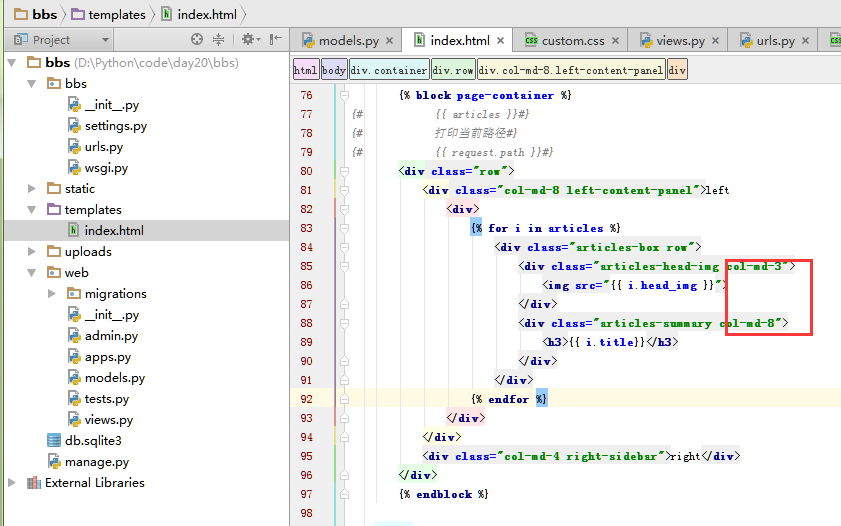 bbs templates index.html
Project
models.py index.html custom.css views.py urls.py
html body div.container div.row div.col-md-8.left-content-panel div
bbs (D:\Python\code\day20\bbs)
bbs
__init__.py
settings.py
urls.py
wsgi.py
static
templates
index.html
uploads
web
migrations
__init__.py
admin.py
apps.py
models.py
tests.py
views.py
db.sqlite3
manage.py
External Libraries
76 {% block page-container %}
77 {# {{ articles }}#}
78 {# 打印当前路径#}
79 {# {{ request.path }}#}
80 <div class="row">
81 <div class="col-md-8 left-content-panel">left
82 <div>
83 {% for i in articles %}
84 <div class="articles-box row">
85 <div class="articles-head-img col-md-3">
86 <img src="{{ i.head_img }}">
87 </div>
88 <div class="articles-summary col-md-8">
89 <h3>{{ i.title}}</h3>
90 </div>
91 </div>
92 {% endfor %}
93 </div>
94 </div>
95 <div class="col-md-4 right-sidebar">right</div>
96 </div>
97 {% endblock %}
98